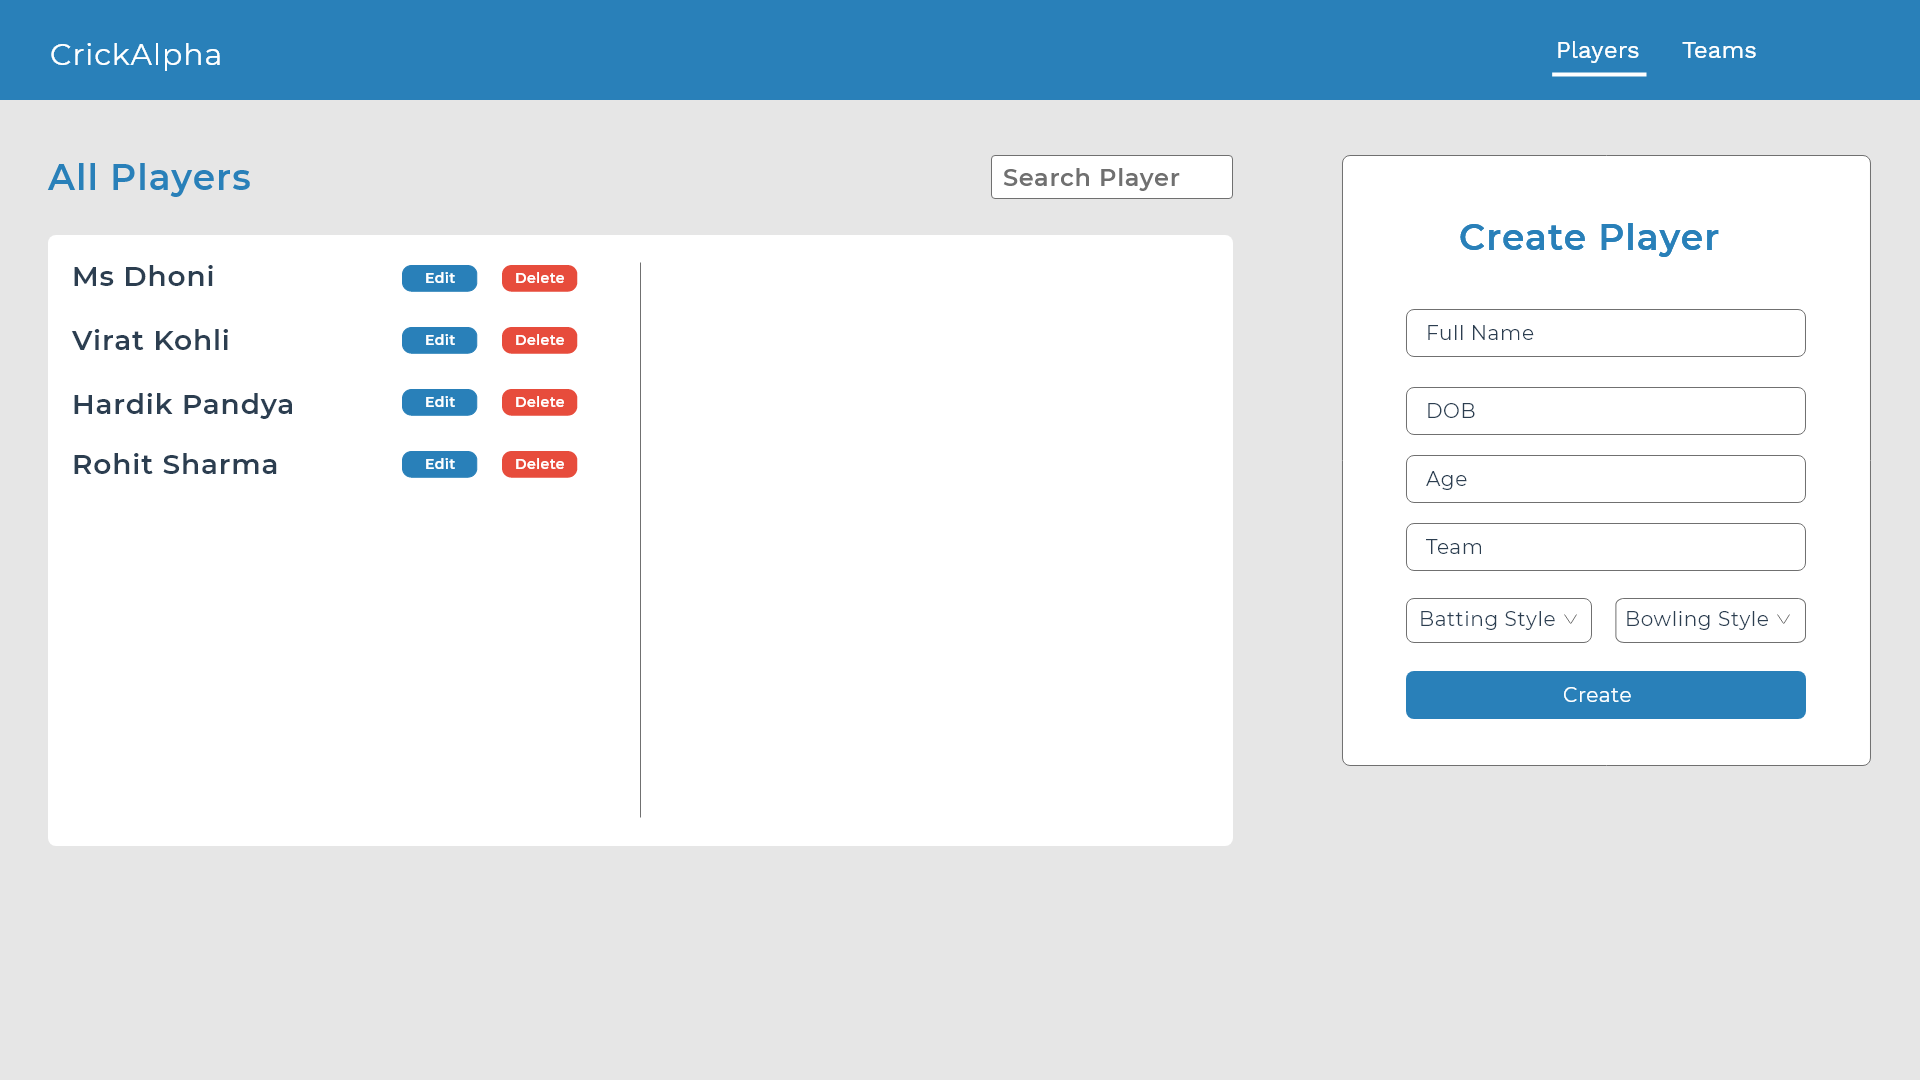 CrickAlpha
Players
Teams
All Players
Search Player
Ms Dhoni Edit Delete
Virat Kohli Edit Delete
Hardik Pandya Edit Delete
Rohit Sharma Edit Delete
Create Player
Full Name
DOB
Age
Team
Batting Style
Bowling Style
Create